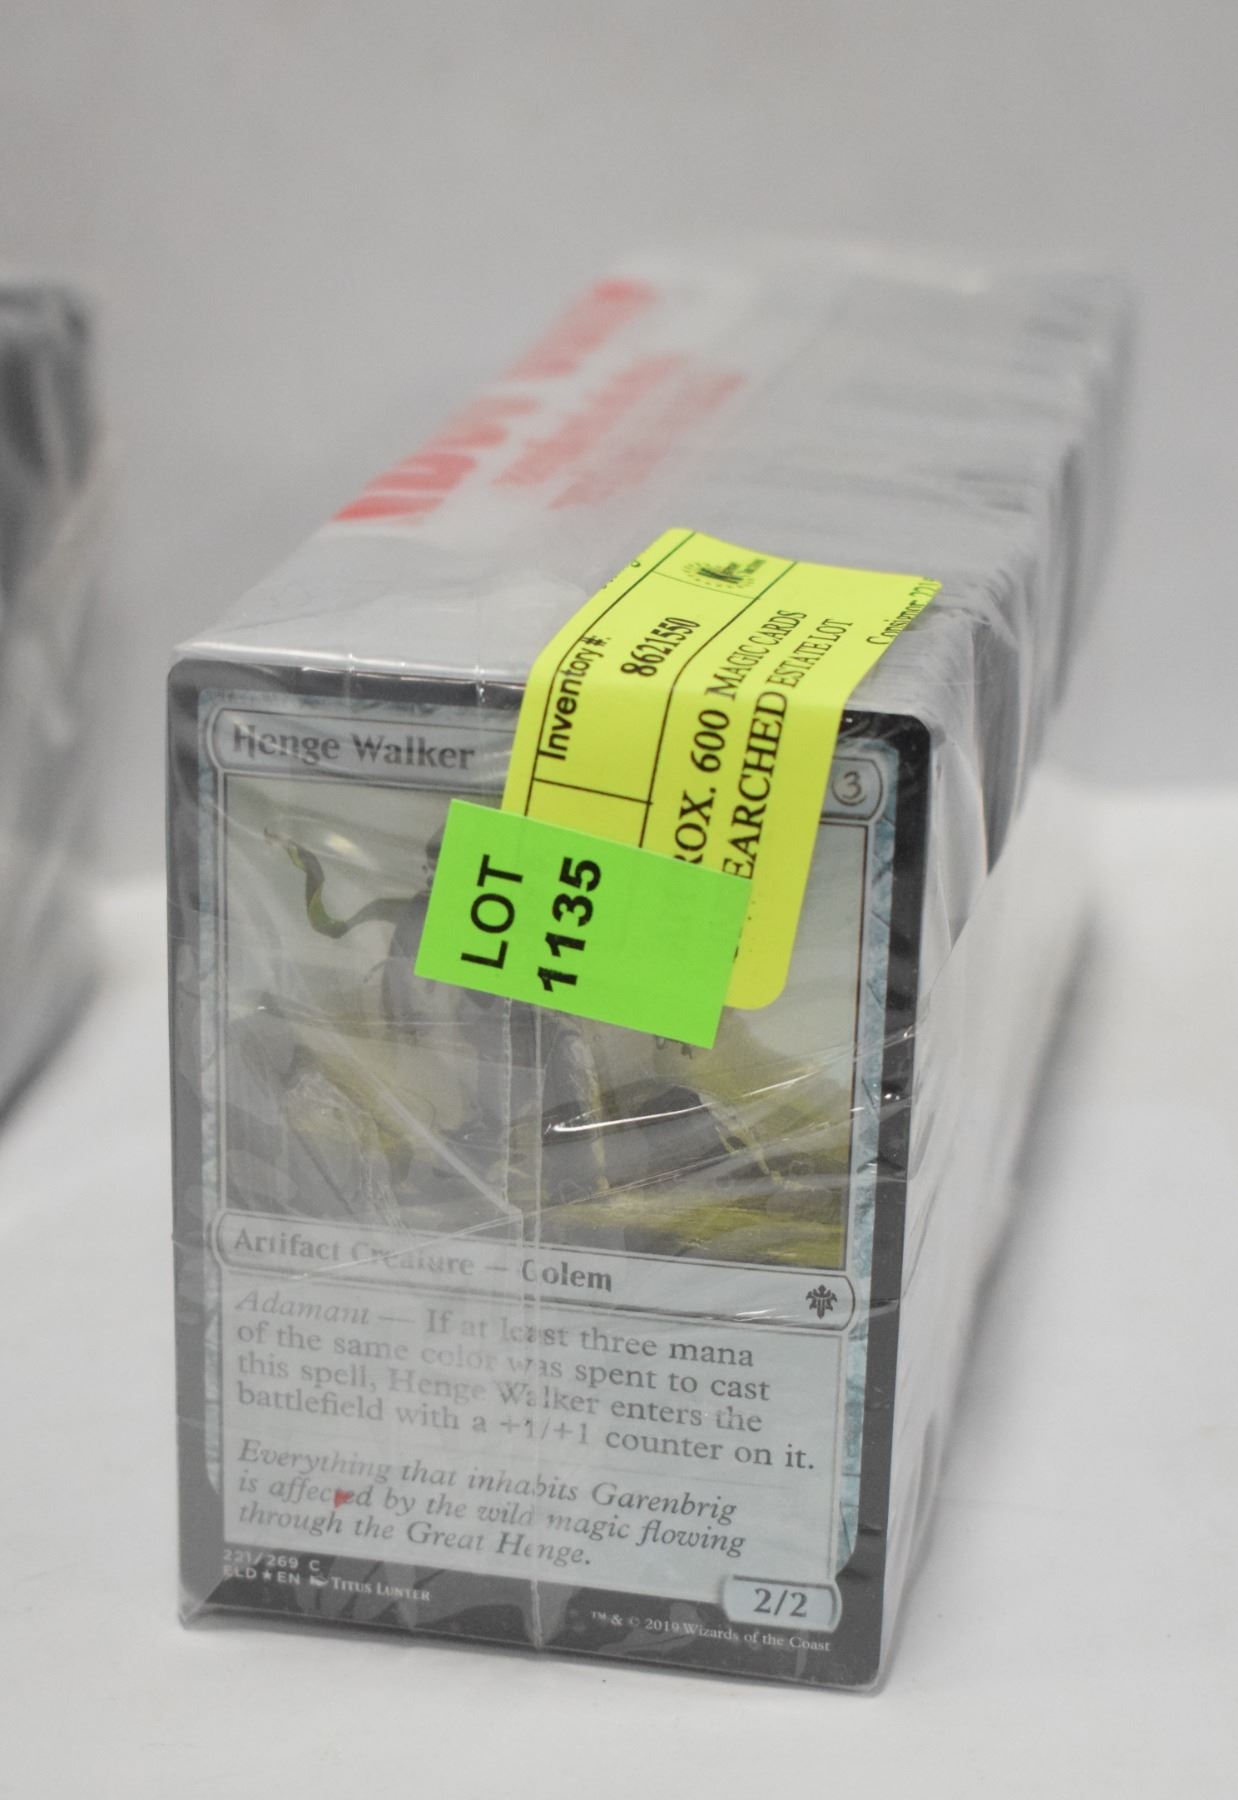 Henge Walker
3
Inventory #:
8621550
ROX. 600 MAGIC CARDS
EARCHED ESTATE LOT
LOT
1135
Artifact Creature — Golem
Adamant — If at least three mana
of the same color was spent to cast
this spell, Henge Walker enters the
battlefield with a +1/+1 counter on it.
Everything that inhabits Garenbrig
is affected by the wild magic flowing
through the Great Henge.
2/2
221/269 C
ELD★EN Titus Lunter
™ & © 2019 Wizards of the Coast